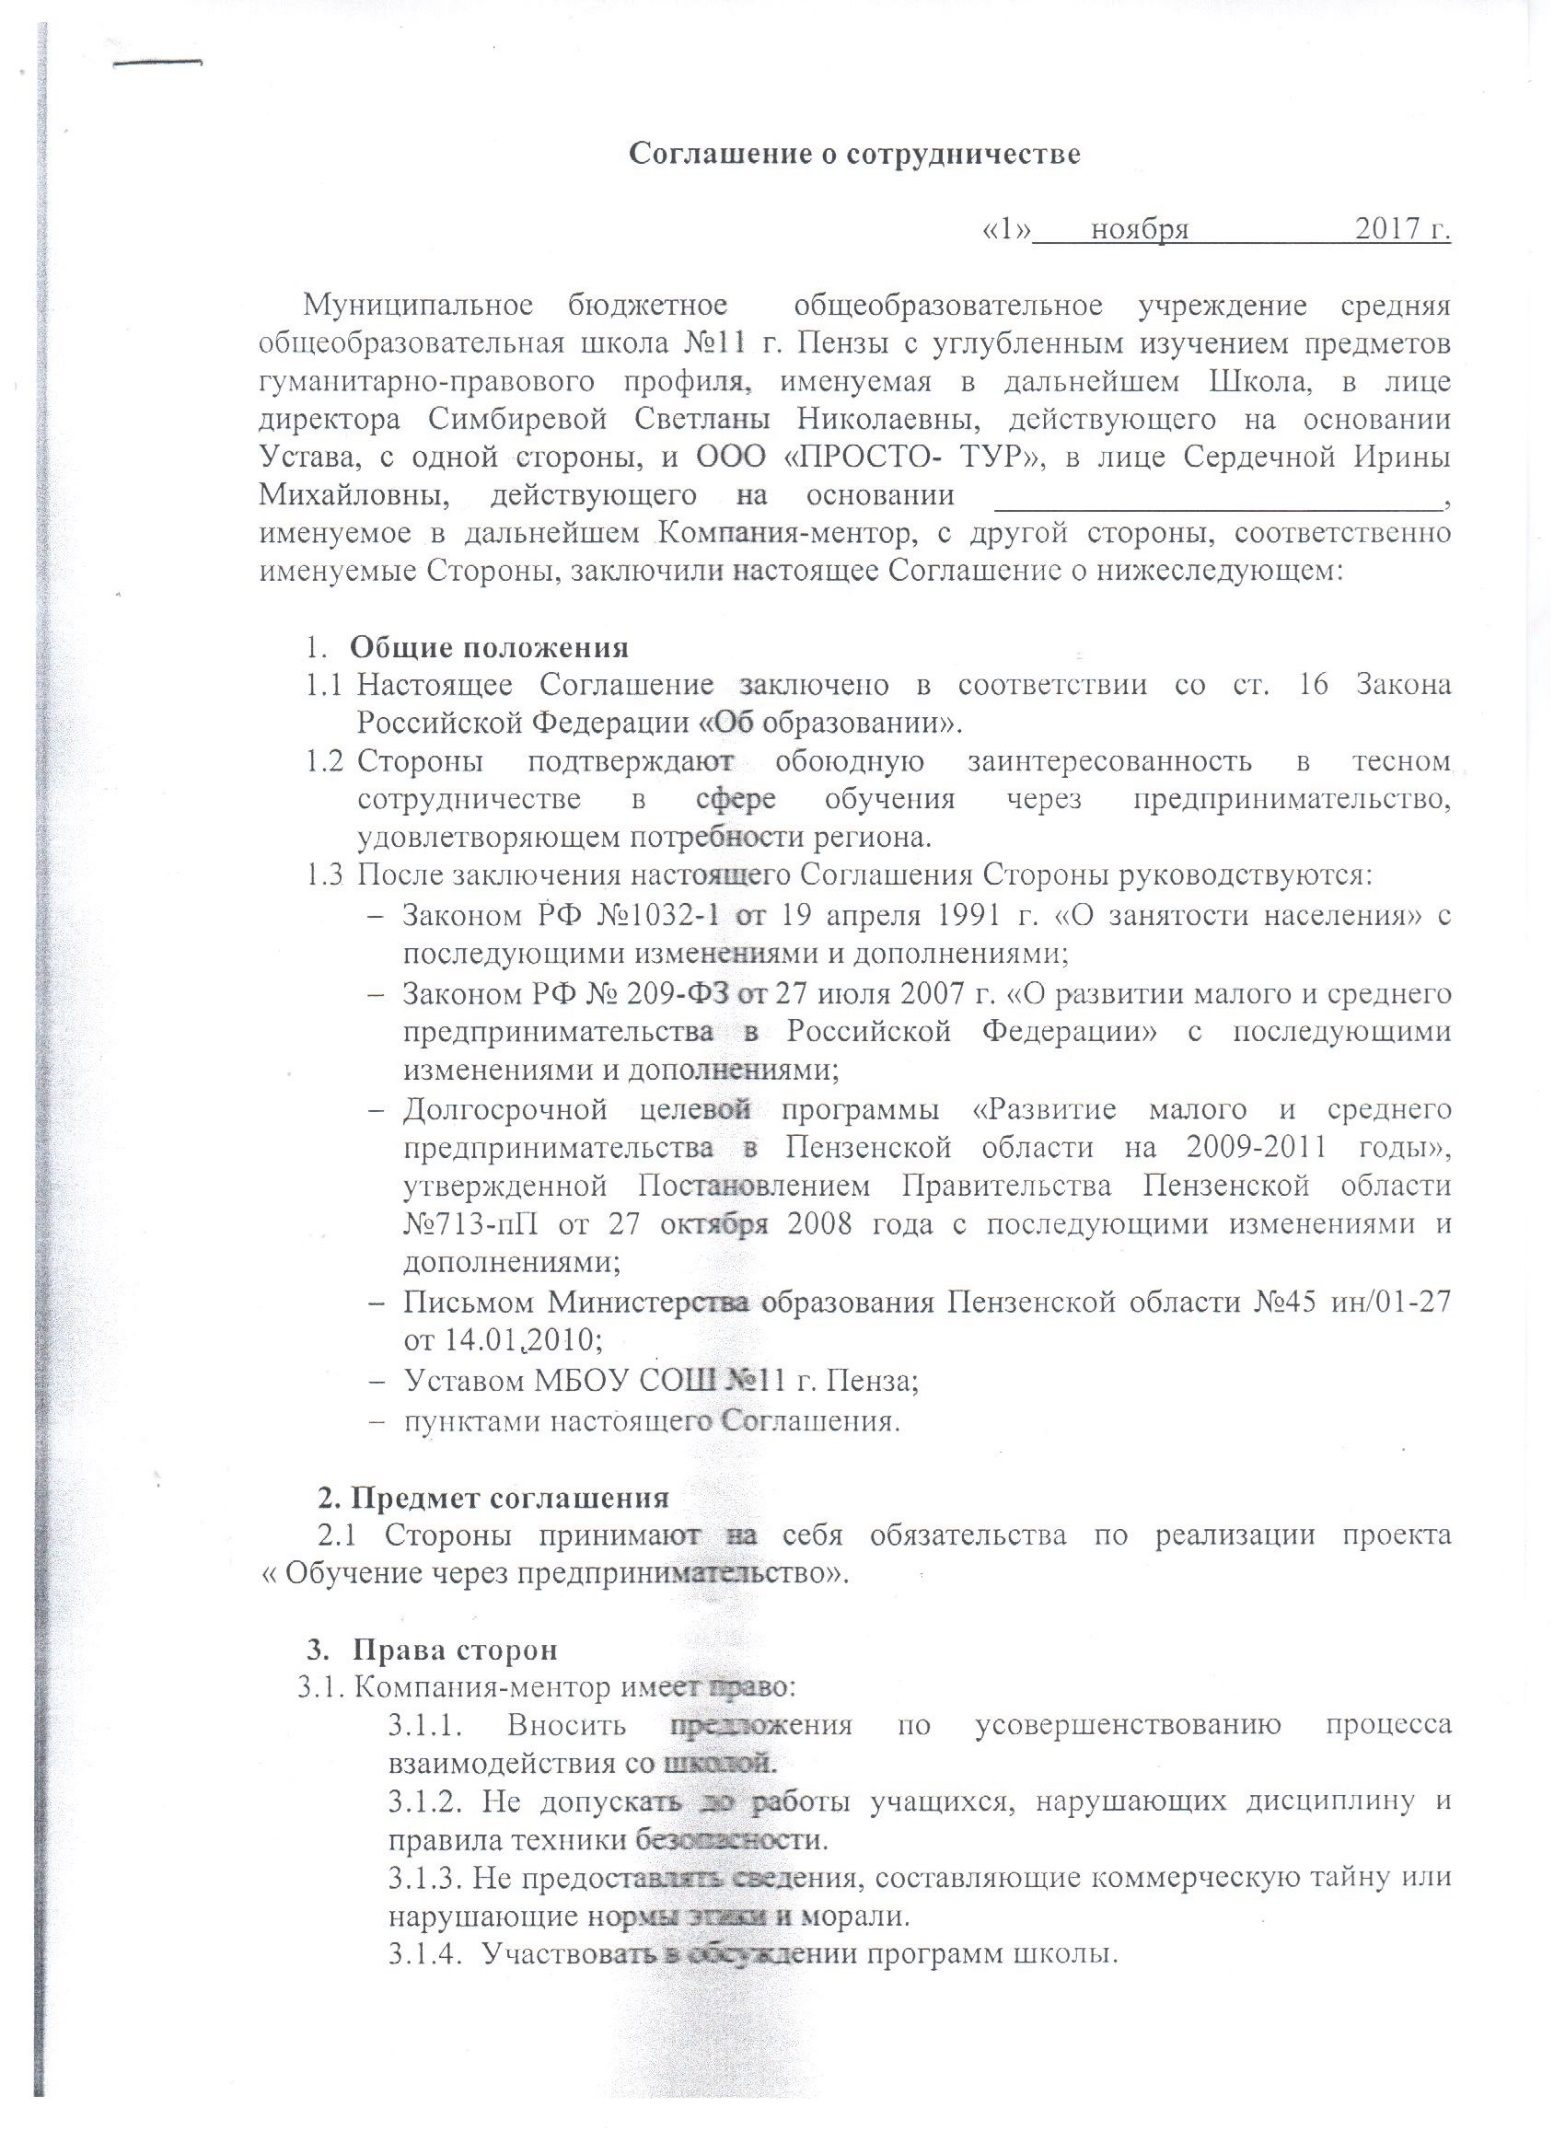 Соглашение о сотрудничестве
«1» ноября 2017 г.
Муниципальное бюджетное общеобразовательное учреждение средняя
общеобразовательная школа №11 г. Пензы с углубленным изучением предметов
гуманитарно-правового профиля, именуемая в дальнейшем Школа, в лице
директора Симбиревой Светланы Николаевны, действующего на основании
Устава, с одной стороны, и ООО «ПРОСТО- ТУР», в лице Сердечной Ирины
Михайловны, действующего на основании ____________________________,
именуемое в дальнейшем Компания-ментор, с другой стороны, соответственно
именуемые Стороны, заключили настоящее Соглашение о нижеследующем:
1. Общие положения
1.1 Настоящее Соглашение заключено в соответствии со ст. 16 Закона
Российской Федерации «Об образовании».
1.2 Стороны подтверждают обоюдную заинтересованность в тесном
сотрудничестве в сфере обучения через предпринимательство,
удовлетворяющем потребности региона.
1.3 После заключения настоящего Соглашения Стороны руководствуются:
– Законом РФ №1032-1 от 19 апреля 1991 г. «О занятости населения» с
последующими изменениями и дополнениями;
– Законом РФ № 209-ФЗ от 27 июля 2007 г. «О развитии малого и среднего
предпринимательства в Российской Федерации» с последующими
изменениями и дополнениями;
– Долгосрочной целевой программы «Развитие малого и среднего
предпринимательства в Пензенской области на 2009-2011 годы»,
утвержденной Постановлением Правительства Пензенской области
№713-пП от 27 октября 2008 года с последующими изменениями и
дополнениями;
– Письмом Министерства образования Пензенской области №45 ин/01-27
от 14.01.2010;
– Уставом МБОУ СОШ №11 г. Пенза;
– пунктами настоящего Соглашения.
2. Предмет соглашения
2.1 Стороны принимают на себя обязательства по реализации проекта
« Обучение через предпринимательство».
3. Права сторон
3.1. Компания-ментор имеет право:
3.1.1. Вносить предложения по усовершенствованию процесса
взаимодействия со школой.
3.1.2. Не допускать до работы учащихся, нарушающих дисциплину и
правила техники безопасности.
3.1.3. Не предоставлять сведения, составляющие коммерческую тайну или
нарушающие нормы этики и морали.
3.1.4. Участвовать в обсуждении программ школы.